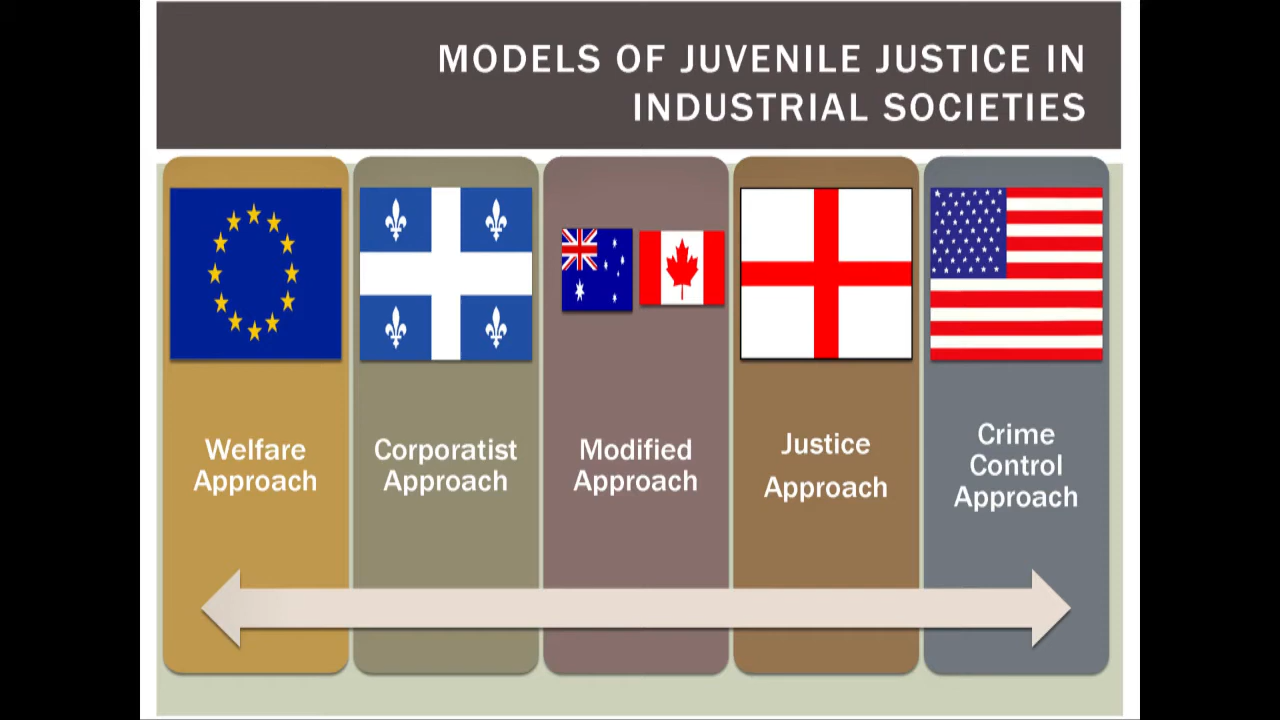 MODELS OF JUVENILE JUSTICE IN
INDUSTRIAL SOCIETIES
Welfare
Approach
Corporatist
Approach
Modified
Approach
Justice
Approach
Crime
Control
Approach